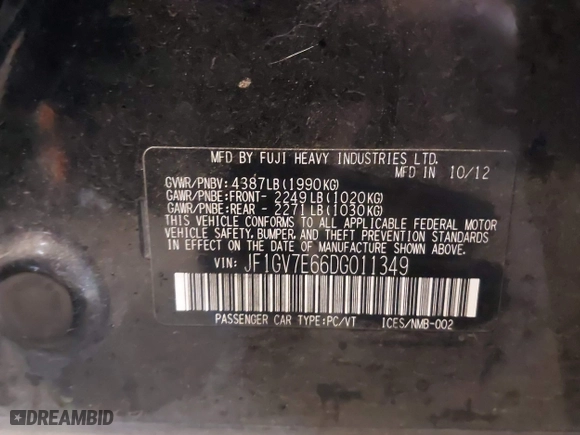 MFD BY FUJI HEAVY INDUSTRIES LTD.
MFD IN 10/12
GVWR/PNBV: 4387LB(1990KG)
GAWR/PNBE:FRONT- 2249LB(1020KG)
GAWR/PNBE:REAR - 2271LB(1030KG)
THIS VEHICLE CONFORMS TO ALL APPLICABLE FEDERAL MOTOR
VEHICLE SAFETY, BUMPER, AND THEFT PREVENTION STANDARDS
IN EFFECT ON THE DATE OF MANUFACTURE SHOWN ABOVE.
VIN: JF1GV7E66DG011349
PASSENGER CAR TYPE:PC/VT ICES/NMB-002
DREAMBID